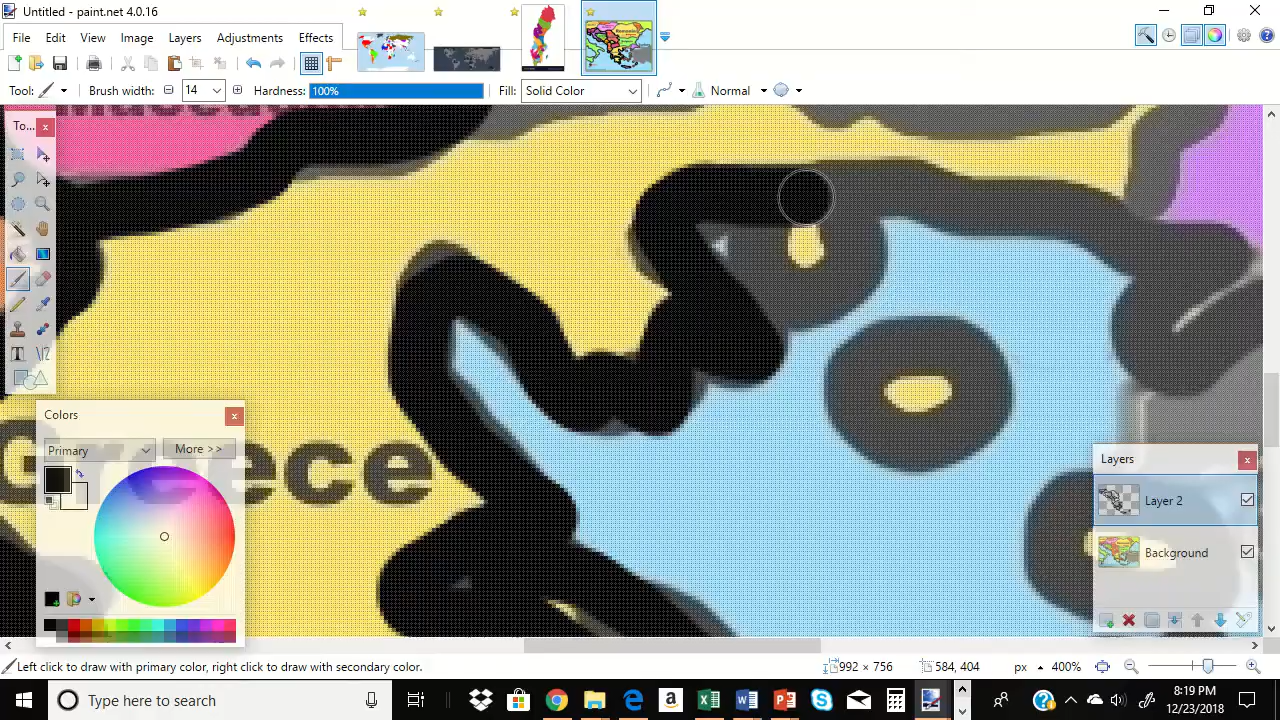 Untitled - paint.net 4.0.16
File Edit View Image Layers Adjustments Effects
Tool: Brush width: 14 Hardness: 100% Fill: Solid Color Normal
To...
Colors
Primary More >>
Layers
Layer 2
Background
Left click to draw with primary color, right click to draw with secondary color. 992 × 756 584, 404 px 400%
Type here to search
8:19 PM
12/23/2018